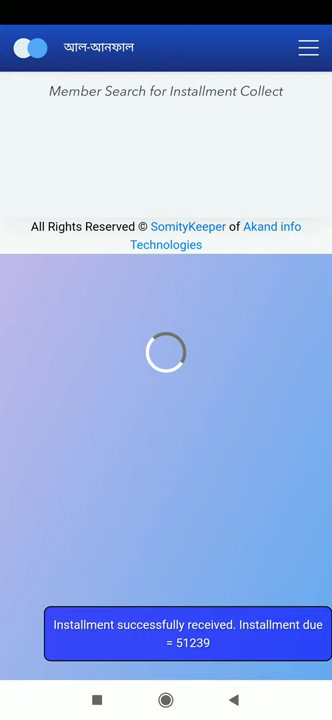 আল-আনফাল
Member Search for Installment Collect
All Rights Reserved © SomityKeeper of Akand info
Technologies
Installment successfully received. Installment due
= 51239